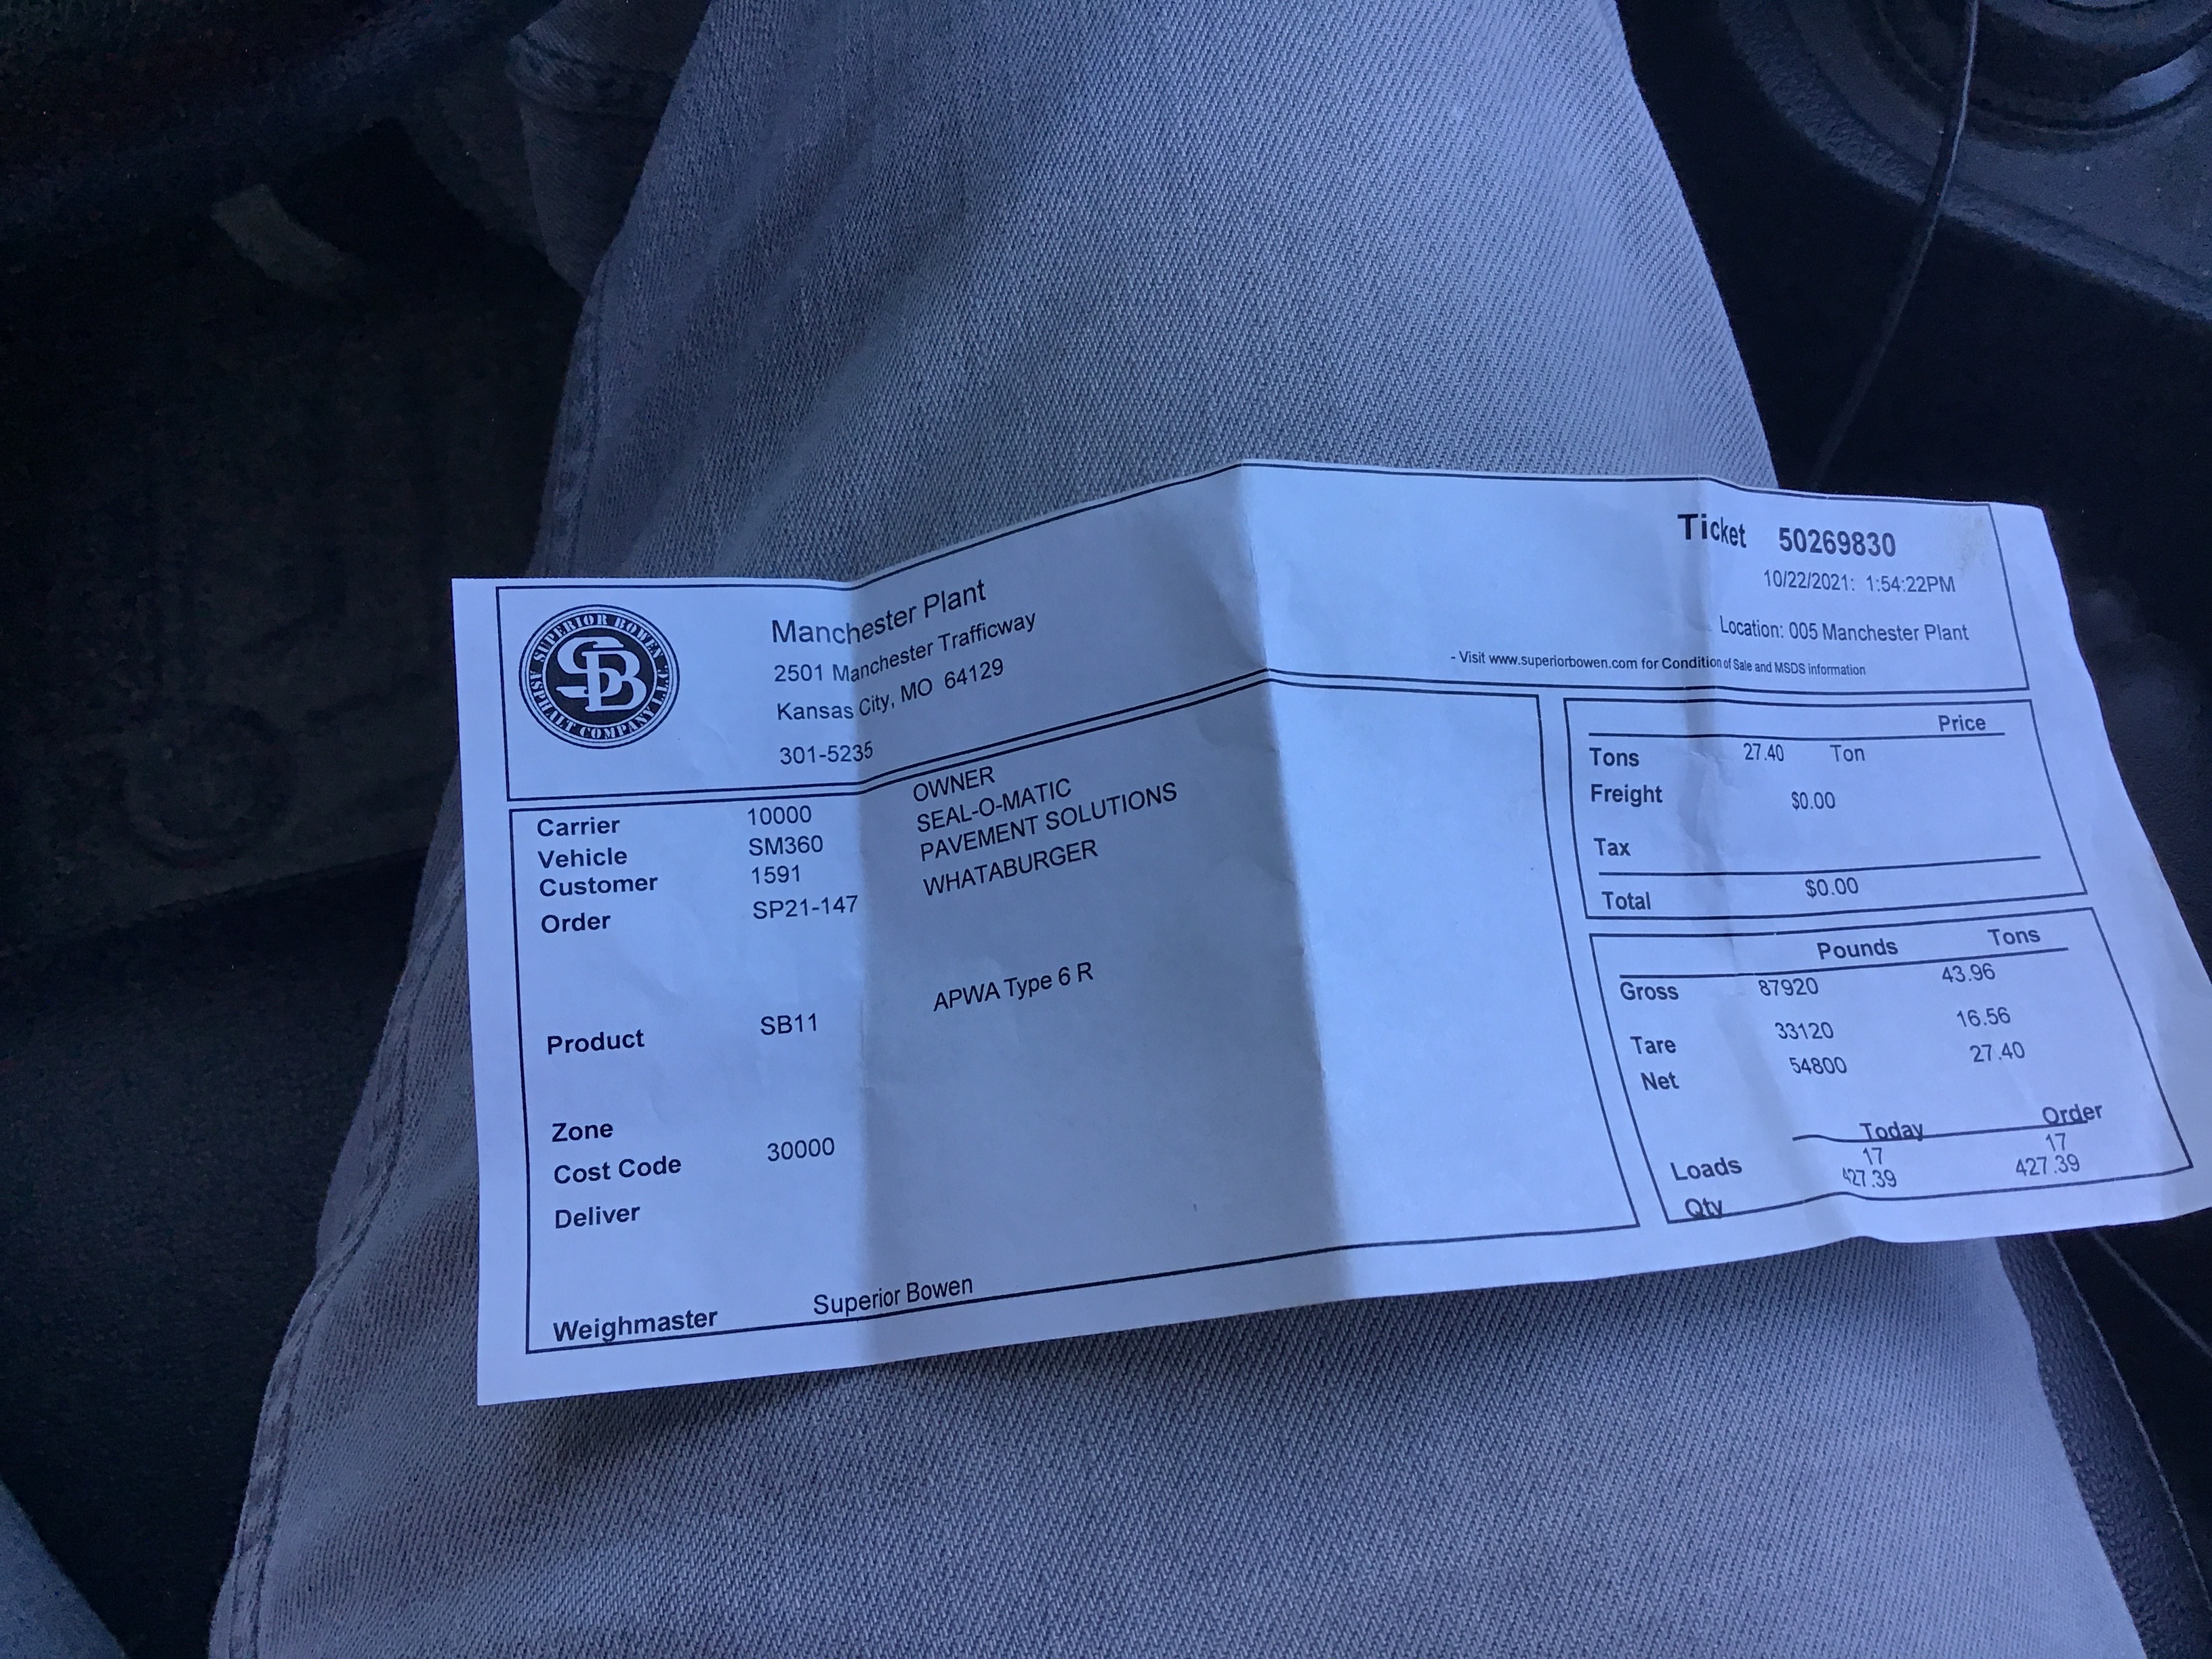 SUPERIOR BOWEN
ASPHALT COMPANY L.L.C.
SB
Manchester Plant
2501 Manchester Trafficway
Kansas City, MO 64129
301-5235
Ticket 50269830
10/22/2021: 1:54:22PM
Location: 005 Manchester Plant
- Visit www.superiorbowen.com for Condition of Sale and MSDS information
Carrier 10000 OWNER
Vehicle SM360 SEAL-O-MATIC
Customer 1591 PAVEMENT SOLUTIONS
Order SP21-147 WHATABURGER
Product SB11 APWA Type 6 R
Zone
Cost Code 30000
Deliver
Weighmaster Superior Bowen
Price
Tons 27.40 Ton
Freight $0.00
Tax
Total $0.00
Pounds Tons
Gross 87920 43.96
Tare 33120 16.56
Net 54800 27.40
Today Order
Loads 17 17
Qty 427.39 427.39